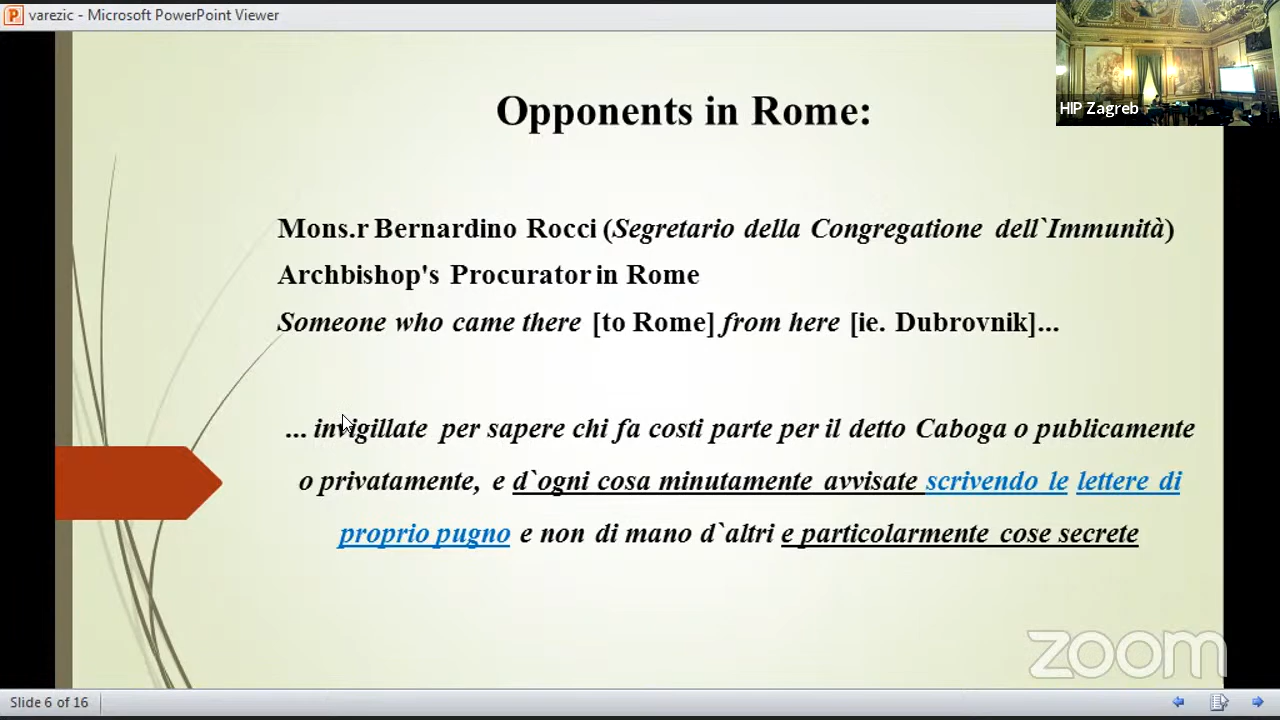 varezic - Microsoft PowerPoint Viewer
HIP Zagreb
Opponents in Rome:
Mons.r Bernardino Rocci (Segretario della Congregatione dell`Immunità)
Archbishop's Procurator in Rome
Someone who came there [to Rome] from here [ie. Dubrovnik]...
... invigillate per sapere chi fa costi parte per il detto Caboga o publicamente
o privatamente, e d`ogni cosa minutamente avvisate scrivendo le lettere di
proprio pugno e non di mano d`altri e particolarmente cose secrete
zoom
Slide 6 of 16